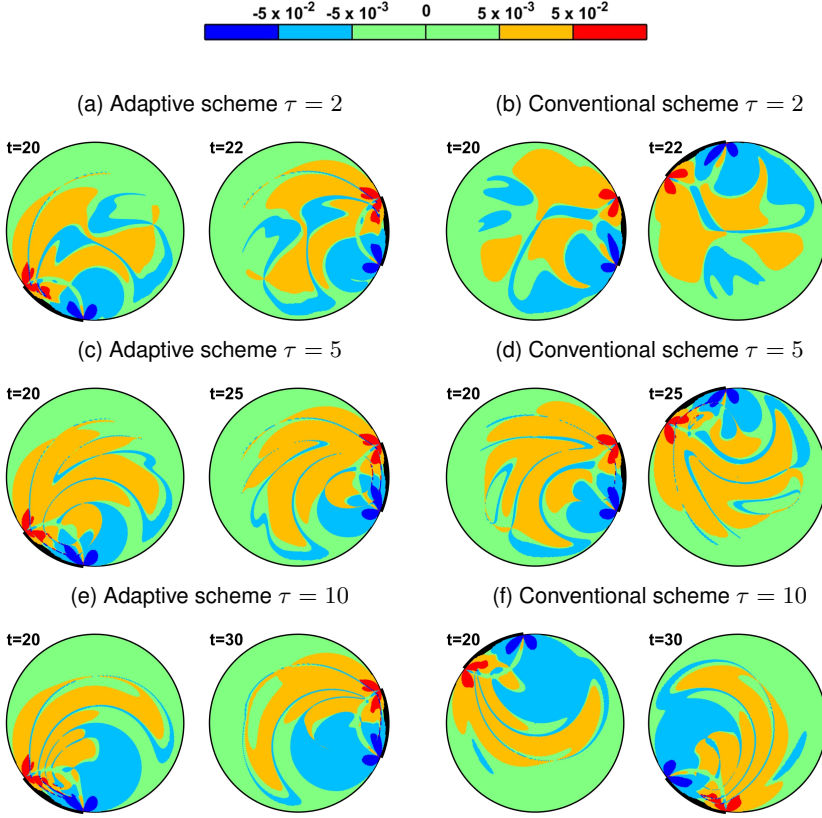 -5 x 10⁻² -5 x 10⁻³ 0 5 x 10⁻³ 5 x 10⁻²
(a) Adaptive scheme τ = 2
(b) Conventional scheme τ = 2
t=20
t=22
t=20
t=22
(c) Adaptive scheme τ = 5
(d) Conventional scheme τ = 5
t=20
t=25
t=20
t=25
(e) Adaptive scheme τ = 10
(f) Conventional scheme τ = 10
t=20
t=30
t=20
t=30